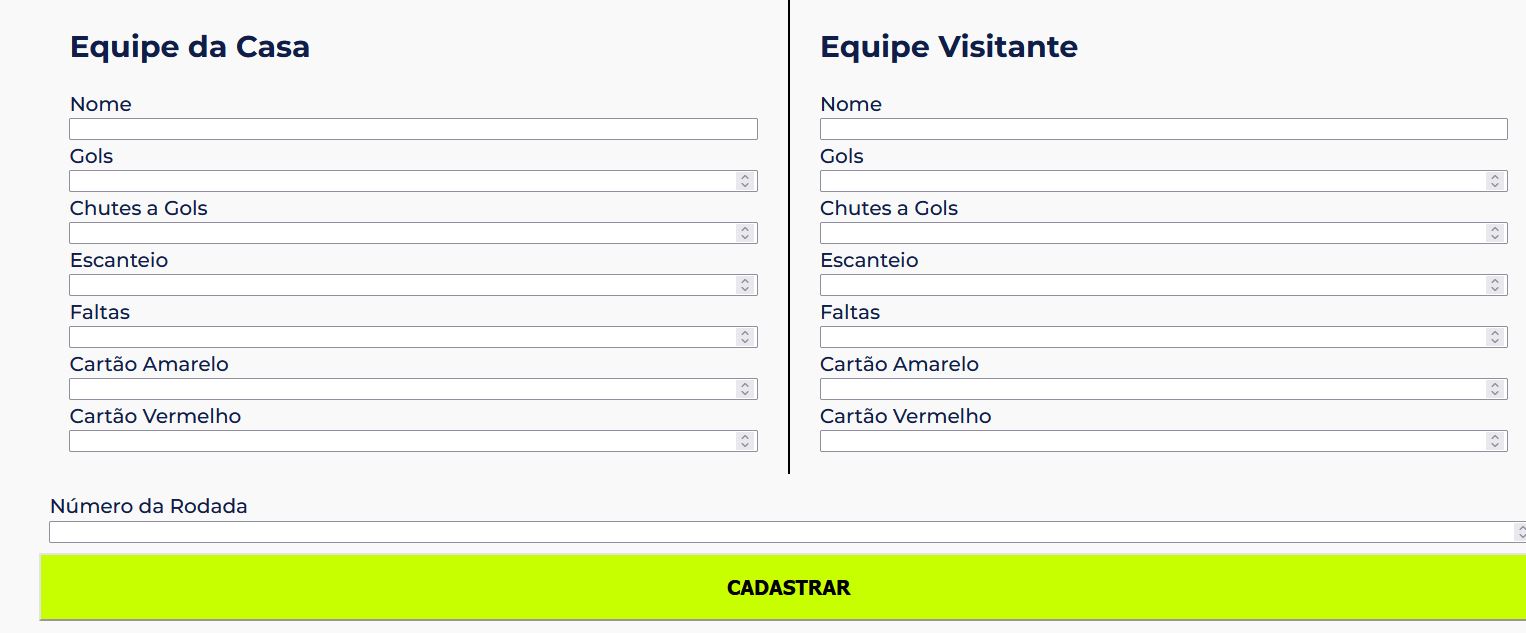 Equipe da Casa
Nome
Gols
Chutes a Gols
Escanteio
Faltas
Cartão Amarelo
Cartão Vermelho
Equipe Visitante
Nome
Gols
Chutes a Gols
Escanteio
Faltas
Cartão Amarelo
Cartão Vermelho
Número da Rodada
CADASTRAR